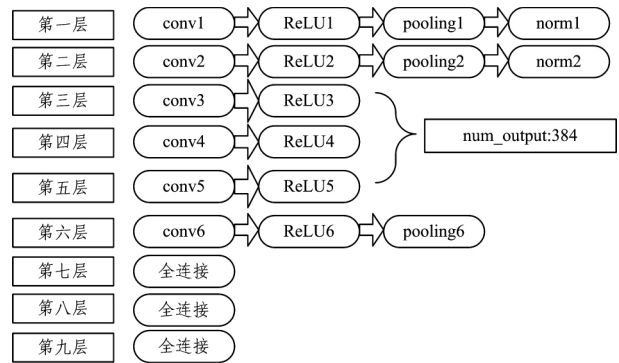 第一层 conv1 ReLU1 pooling1 norm1
第二层 conv2 ReLU2 pooling2 norm2
第三层 conv3 ReLU3
第四层 conv4 ReLU4 num_output:384
第五层 conv5 ReLU5
第六层 conv6 ReLU6 pooling6
第七层 全连接
第八层 全连接
第九层 全连接